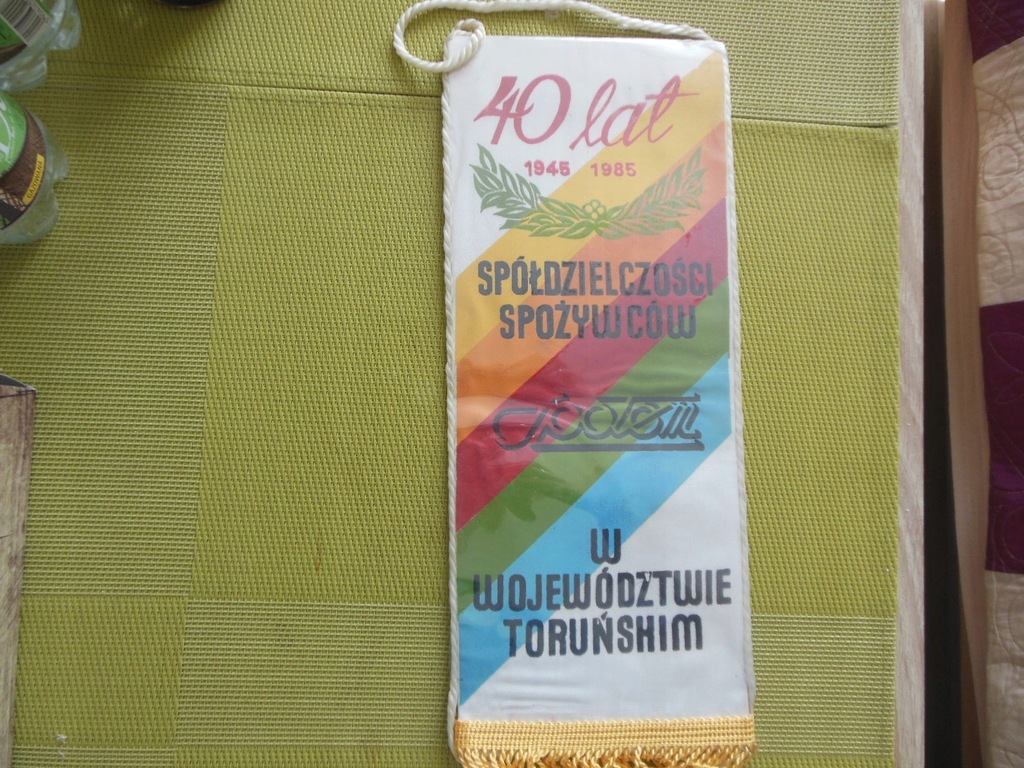 40 lat
1945 1985
SPÓŁDZIELCZOŚCI
SPOŻYWCÓW
Społem
W
WOJEWÓDZTWIE
TORUŃSKIM